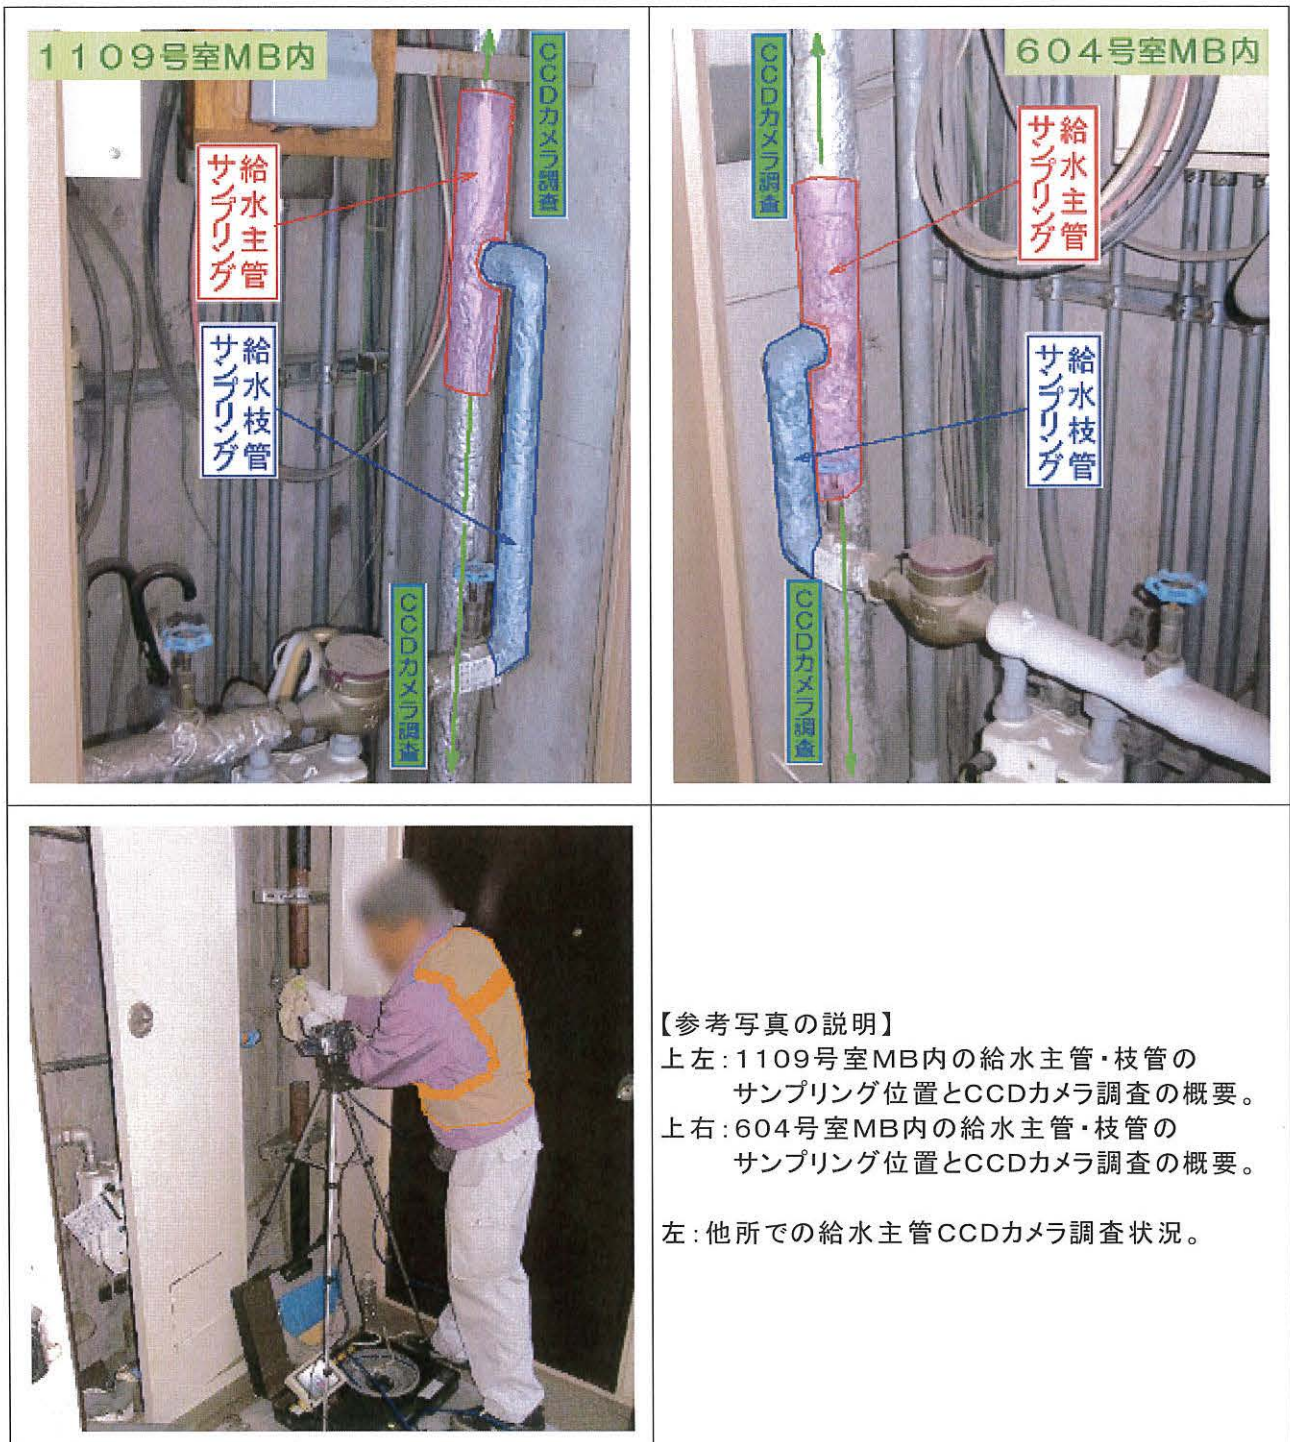 1109号室MB内
CCDカメラ調査
給水主管
サンプリング
給水枝管
サンプリング
CCDカメラ調査
604号室MB内
CCDカメラ調査
給水主管
サンプリング
給水枝管
サンプリング
CCDカメラ調査
【参考写真の説明】
上左:1109号室MB内の給水主管・枝管の
サンプリング位置とCCDカメラ調査の概要。
上右:604号室MB内の給水主管・枝管の
サンプリング位置とCCDカメラ調査の概要。
左:他所での給水主管CCDカメラ調査状況。